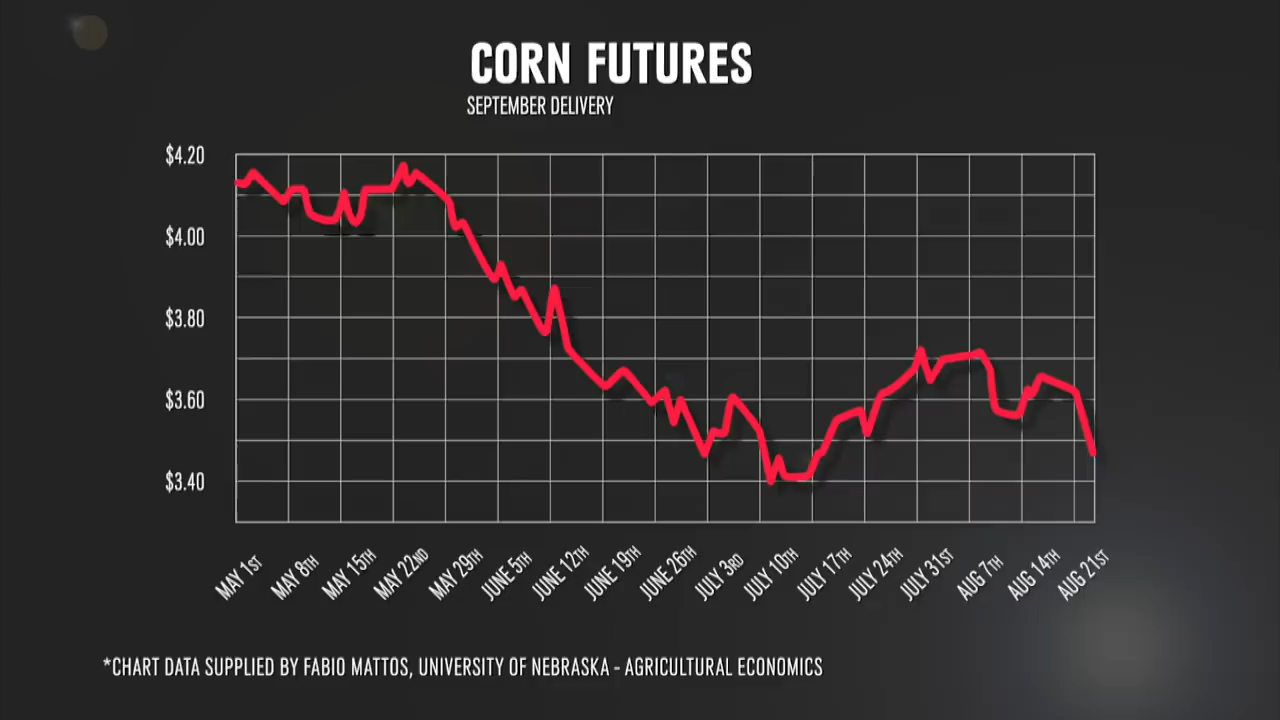 CORN FUTURES
SEPTEMBER DELIVERY
$4.20
$4.00
$3.80
$3.60
$3.40
MAY 1ST
MAY 8TH
MAY 15TH
MAY 22ND
MAY 29TH
JUNE 5TH
JUNE 12TH
JUNE 19TH
JUNE 26TH
JULY 3RD
JULY 10TH
JULY 17TH
JULY 24TH
JULY 31ST
AUG 7TH
AUG 14TH
AUG 21ST
*CHART DATA SUPPLIED BY FABIO MATTOS, UNIVERSITY OF NEBRASKA - AGRICULTURAL ECONOMICS